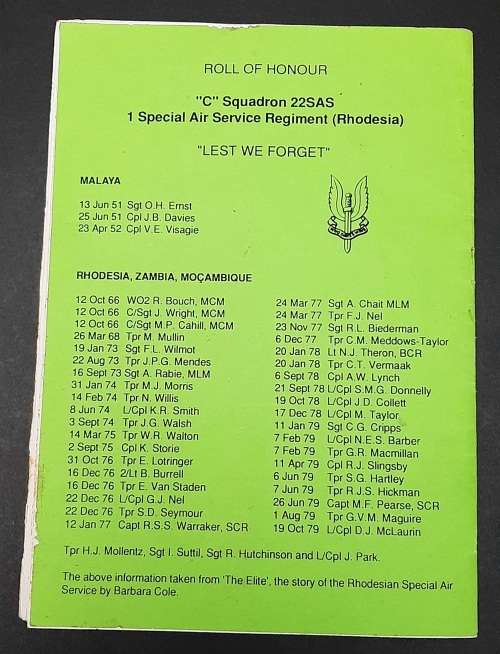 ROLL OF HONOUR
"C" Squadron 22SAS
1 Special Air Service Regiment (Rhodesia)
"LEST WE FORGET"
MALAYA
13 Jun 51 Sgt O.H. Ernst
25 Jun 51 Cpl J.B. Davies
23 Apr 52 Cpl V.E. Visagie
RHODESIA, ZAMBIA, MOÇAMBIQUE
12 Oct 66 WO2 R. Bouch, MCM
12 Oct 66 C/Sgt J. Wright, MCM
12 Oct 66 C/Sgt M.P. Cahill, MCM
26 Mar 68 Tpr M. Mullin
19 Jan 73 Sgt F.L. Wilmot
22 Aug 73 Tpr J.P.G. Mendes
16 Sept 73 Sgt A. Rabie, MLM
31 Jan 74 Tpr M.J. Morris
14 Feb 74 Tpr N. Willis
8 Jun 74 L/Cpl K.R. Smith
3 Sept 74 Tpr J.G. Walsh
14 Mar 75 Tpr W.R. Walton
2 Sept 75 Cpl K. Storie
31 Oct 76 Tpr E. Lotringer
16 Dec 76 2/Lt B. Burrell
16 Dec 76 Tpr E. Van Staden
22 Dec 76 L/Cpl G.J. Nel
22 Dec 76 Tpr S.D. Seymour
12 Jan 77 Capt R.S.S. Warraker, SCR
24 Mar 77 Sgt A. Chait MLM
24 Mar 77 Tpr F.J. Nel
23 Nov 77 Sgt R.L. Biederman
6 Dec 77 Tpr C.M. Meddows-Taylor
20 Jan 78 Lt N.J. Theron, BCR
20 Jan 78 Tpr C.T. Vermaak
6 Sept 78 Cpl A.W. Lynch
21 Sept 78 L/Cpl S.M.G. Donnelly
19 Oct 78 L/Cpl J.D. Collett
17 Dec 78 L/Cpl M. Taylor
11 Jan 79 Sgt C.G. Cripps
7 Feb 79 L/Cpl N.E.S. Barber
7 Feb 79 Tpr G.R. Macmillan
11 Apr 79 Cpl R.J. Slingsby
6 Jun 79 Tpr S.G. Hartley
7 Jun 79 Tpr R.J.S. Hickman
26 Jun 79 Capt M.F. Pearse, SCR
1 Aug 79 Tpr G.V.M. Maguire
19 Oct 79 L/Cpl D.J. McLaurin
Tpr H.J. Mollentz, Sgt I. Suttil, Sgt R. Hutchinson and L/Cpl J. Park.
The above information taken from 'The Elite', the story of the Rhodesian Special Air
Service by Barbara Cole.